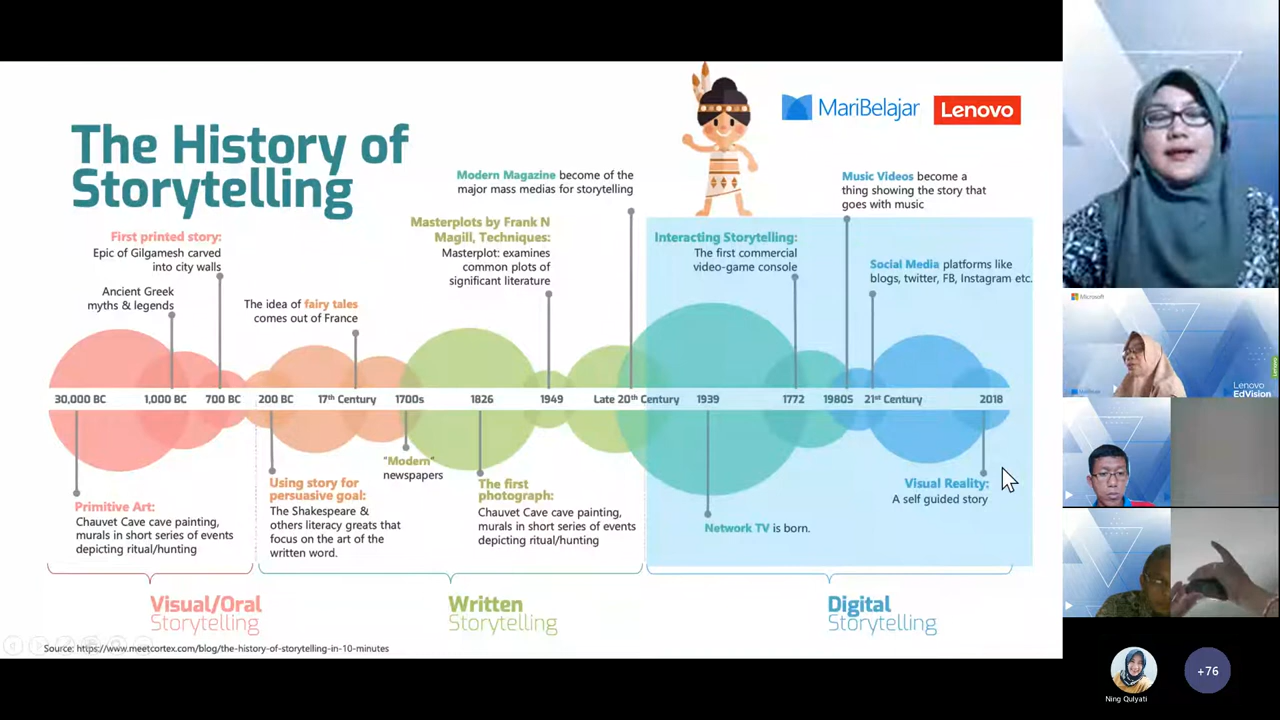 The History of
Storytelling
MariBelajar
Lenovo
First printed story:
Epic of Gilgamesh carved
into city walls
Ancient Greek
myths & legends
The idea of fairy tales
comes out of France
Masterplots by Frank N
Magill, Techniques:
Masterplot: examines
common plots of
significant literature
Modern Magazine become of the
major mass medias for storytelling
Interacting Storytelling:
The first commercial
video-game console
Music Videos become a
thing showing the story that
goes with music
Social Media platforms like
blogs, twitter, FB, Instagram etc.
30,000 BC
1,000 BC
700 BC
200 BC
17th Century
1700s
1826
1949
Late 20th Century
1939
1772
1980S
21st Century
2018
Primitive Art:
Chauvet Cave cave painting,
murals in short series of events
depicting ritual/hunting
Using story for
persuasive goal:
The Shakespeare &
others literacy greats that
focus on the art of the
written word.
"Modern"
newspapers
The first
photograph:
Chauvet Cave cave painting,
murals in short series of events
depicting ritual/hunting
Network TV is born.
Visual Reality:
A self guided story
Visual/Oral
Storytelling
Written
Storytelling
Digital
Storytelling
Source: https://www.meetcortex.com/blog/the-history-of-storytelling-in-10-minutes
Microsoft
Lenovo
Lenovo
EdVision
Ning Qulyati
+76